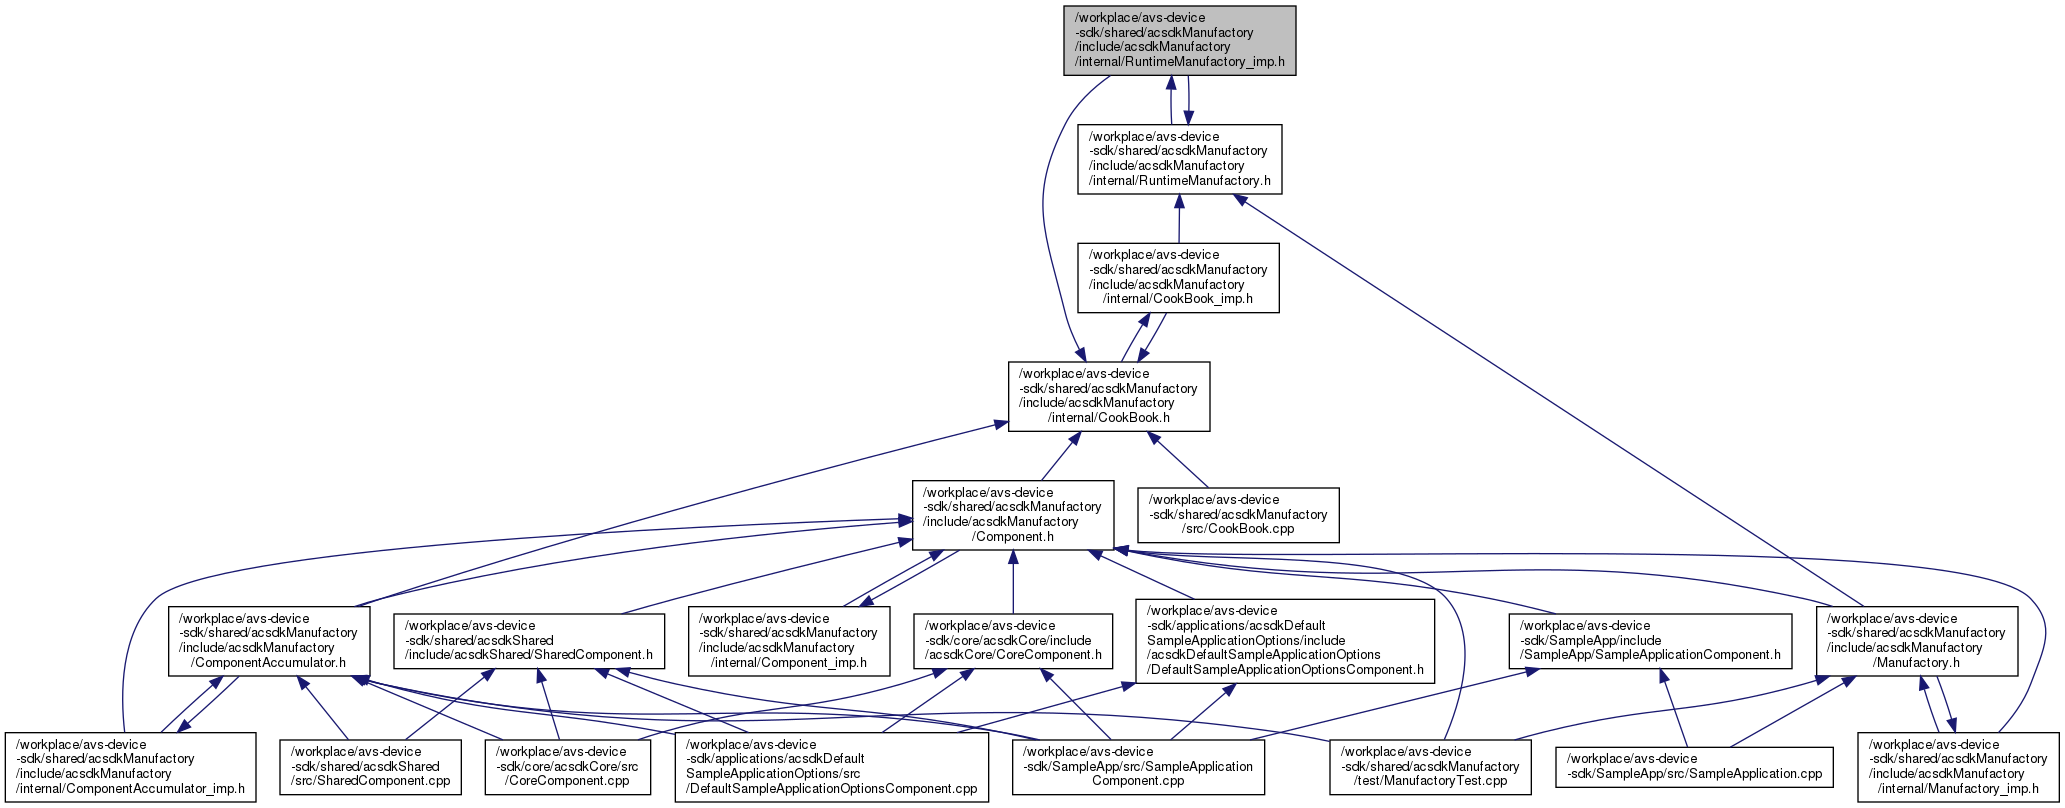 /workplace/avs-device
-sdk/shared/acsdkManufactory
/include/acsdkManufactory
/internal/RuntimeManufactory_imp.h
/workplace/avs-device
-sdk/shared/acsdkManufactory
/include/acsdkManufactory
/internal/RuntimeManufactory.h
/workplace/avs-device
-sdk/shared/acsdkManufactory
/include/acsdkManufactory
/internal/CookBook_imp.h
/workplace/avs-device
-sdk/shared/acsdkManufactory
/include/acsdkManufactory
/internal/CookBook.h
/workplace/avs-device
-sdk/shared/acsdkManufactory
/include/acsdkManufactory
/Component.h
/workplace/avs-device
-sdk/shared/acsdkManufactory
/src/CookBook.cpp
/workplace/avs-device
-sdk/shared/acsdkManufactory
/include/acsdkManufactory
/ComponentAccumulator.h
/workplace/avs-device
-sdk/shared/acsdkShared
/include/acsdkShared/SharedComponent.h
/workplace/avs-device
-sdk/shared/acsdkManufactory
/include/acsdkManufactory
/internal/Component_imp.h
/workplace/avs-device
-sdk/core/acsdkCore/include
/acsdkCore/CoreComponent.h
/workplace/avs-device
-sdk/applications/acsdkDefault
SampleApplicationOptions/include
/acsdkDefaultSampleApplicationOptions
/DefaultSampleApplicationOptionsComponent.h
/workplace/avs-device
-sdk/SampleApp/include
/SampleApp/SampleApplicationComponent.h
/workplace/avs-device
-sdk/shared/acsdkManufactory
/include/acsdkManufactory
/Manufactory.h
/workplace/avs-device
-sdk/shared/acsdkManufactory
/include/acsdkManufactory
/internal/ComponentAccumulator_imp.h
/workplace/avs-device
-sdk/shared/acsdkShared
/src/SharedComponent.cpp
/workplace/avs-device
-sdk/core/acsdkCore/src
/CoreComponent.cpp
/workplace/avs-device
-sdk/applications/acsdkDefault
SampleApplicationOptions/src
/DefaultSampleApplicationOptionsComponent.cpp
/workplace/avs-device
-sdk/SampleApp/src/SampleApplication
Component.cpp
/workplace/avs-device
-sdk/shared/acsdkManufactory
/test/ManufactoryTest.cpp
/workplace/avs-device
-sdk/SampleApp/src/SampleApplication.cpp
/workplace/avs-device
-sdk/shared/acsdkManufactory
/include/acsdkManufactory
/internal/Manufactory_imp.h